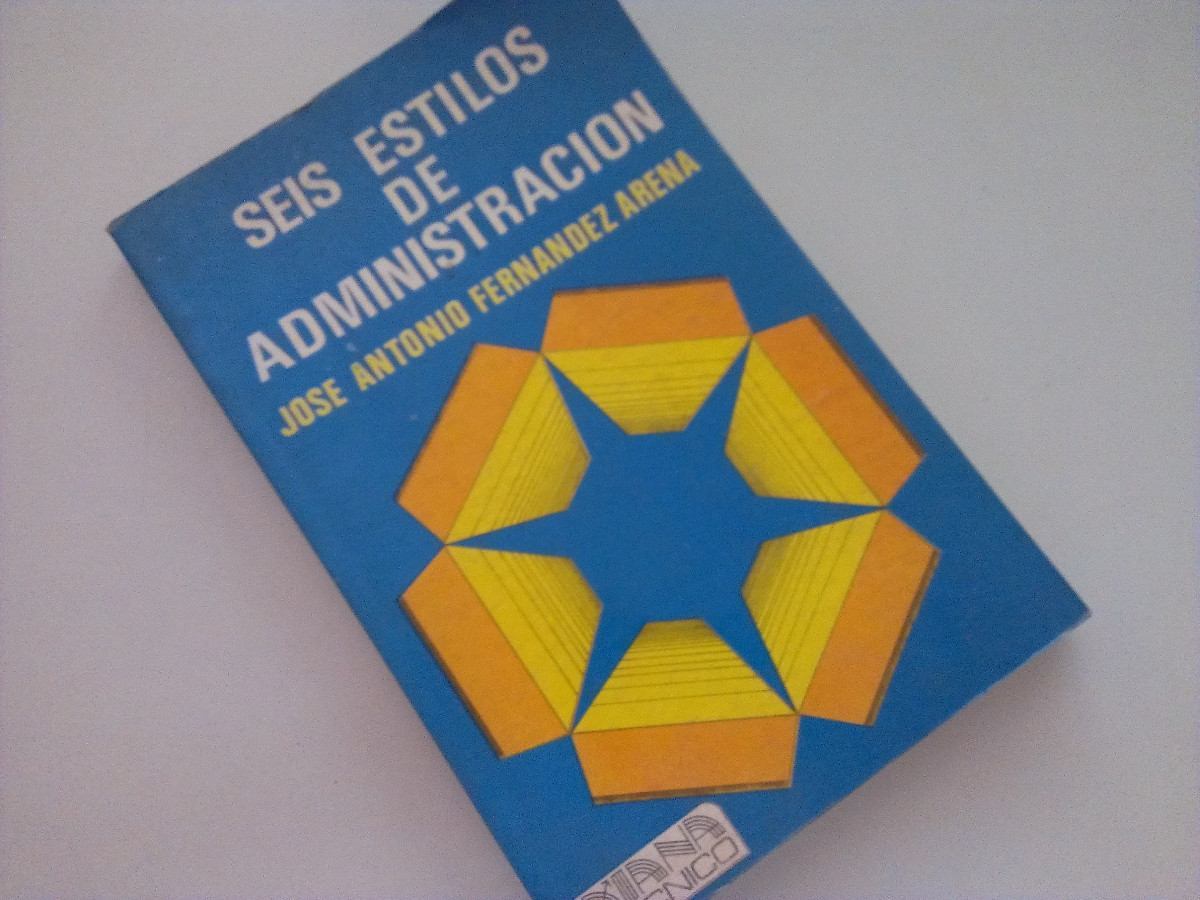 SEIS ESTILOS
DE
ADMINISTRACION
JOSE ANTONIO FERNANDEZ ARENA